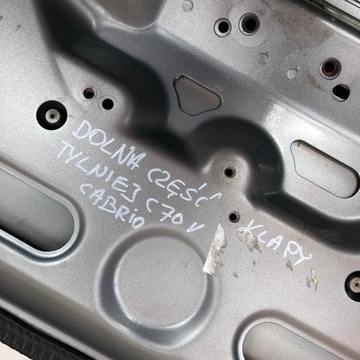 DOLNA CZĘŚĆ
TYLNIEJ C70 V KLAPY
CABRIO